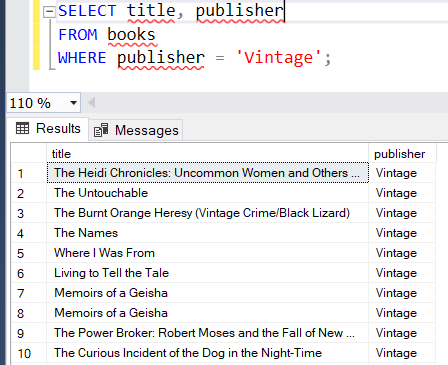 SELECT title, publisher
FROM books
WHERE publisher = 'Vintage';
110 %
Results Messages
title publisher
1 The Heidi Chronicles: Uncommon Women and Others ... Vintage
2 The Untouchable Vintage
3 The Burnt Orange Heresy (Vintage Crime/Black Lizard) Vintage
4 The Names Vintage
5 Where I Was From Vintage
6 Living to Tell the Tale Vintage
7 Memoirs of a Geisha Vintage
8 Memoirs of a Geisha Vintage
9 The Power Broker: Robert Moses and the Fall of New ... Vintage
10 The Curious Incident of the Dog in the Night-Time Vintage